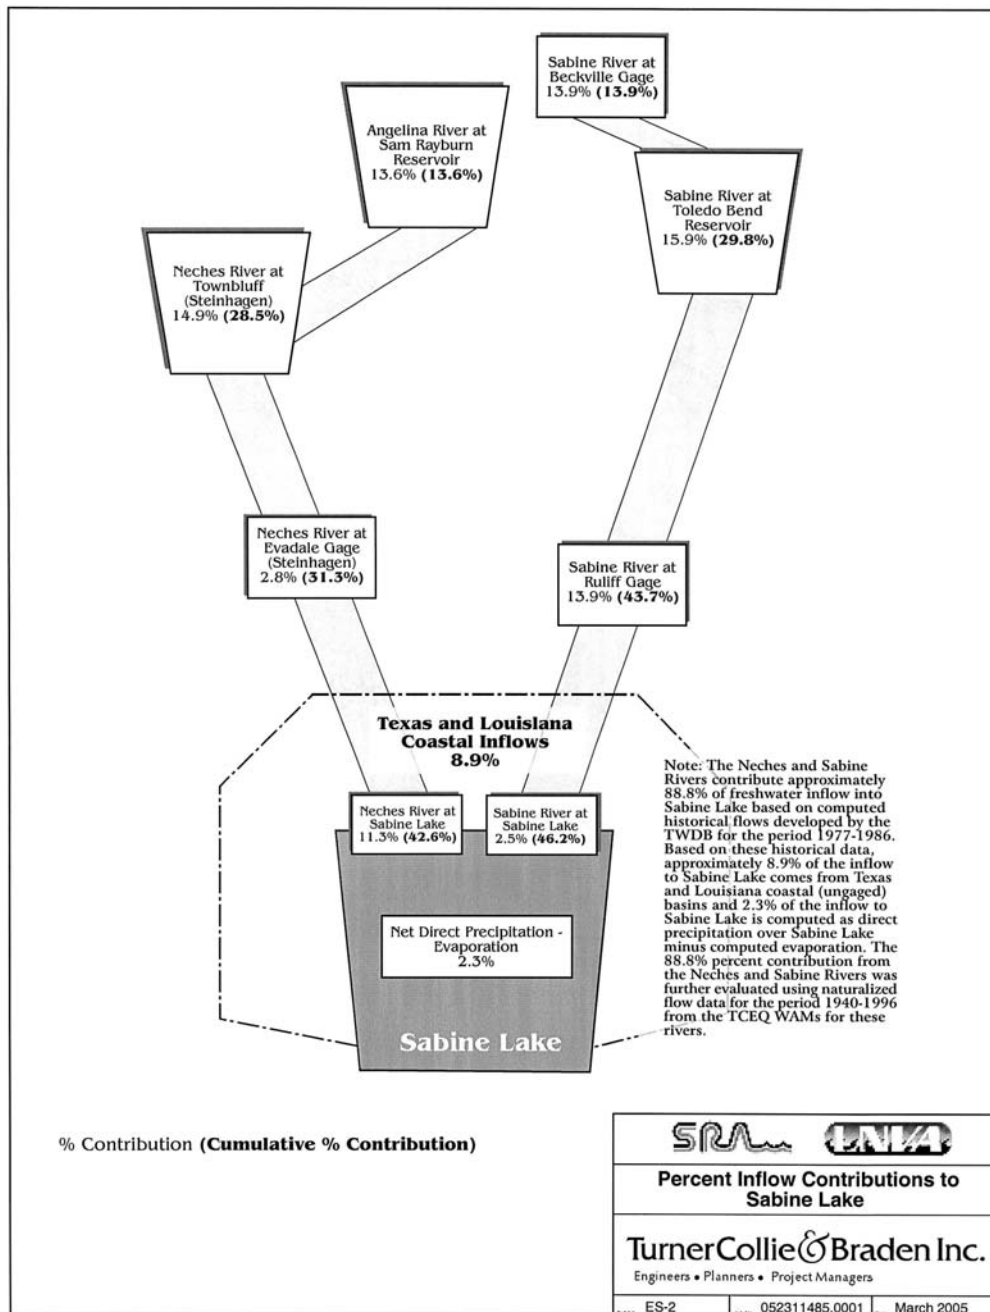 Sabine River at
Beckville Gage
13.9% (13.9%)
Angelina River at
Sam Rayburn
Reservoir
13.6% (13.6%)
Sabine River at
Toledo Bend
Reservoir
15.9% (29.8%)
Neches River at
Townbluff
(Steinhagen)
14.9% (28.5%)
Neches River at
Evadale Gage
(Steinhagen)
2.8% (31.3%)
Sabine River at
Ruliff Gage
13.9% (43.7%)
Texas and Louisiana
Coastal Inflows
8.9%
Neches River at
Sabine Lake
11.3% (42.6%)
Sabine River at
Sabine Lake
2.5% (46.2%)
Net Direct Precipitation -
Evaporation
2.3%
Sabine Lake
Note: The Neches and Sabine
Rivers contribute approximately
88.8% of freshwater inflow into
Sabine Lake based on computed
historical flows developed by the
TWDB for the period 1977-1986.
Based on these historical data,
approximately 8.9% of the inflow
to Sabine Lake comes from Texas
and Louisiana coastal (ungaged)
basins and 2.3% of the inflow to
Sabine Lake is computed as direct
precipitation over Sabine Lake
minus computed evaporation. The
88.8% percent contribution from
the Neches and Sabine Rivers was
further evaluated using naturalized
flow data for the period 1940-1996
from the TCEQ WAMs for these
rivers.
% Contribution (Cumulative % Contribution)
SRA LNVA
Percent Inflow Contributions to
Sabine Lake
TurnerCollie&Braden Inc.
Engineers • Planners • Project Managers
ES-2 052311485.0001 March 2005